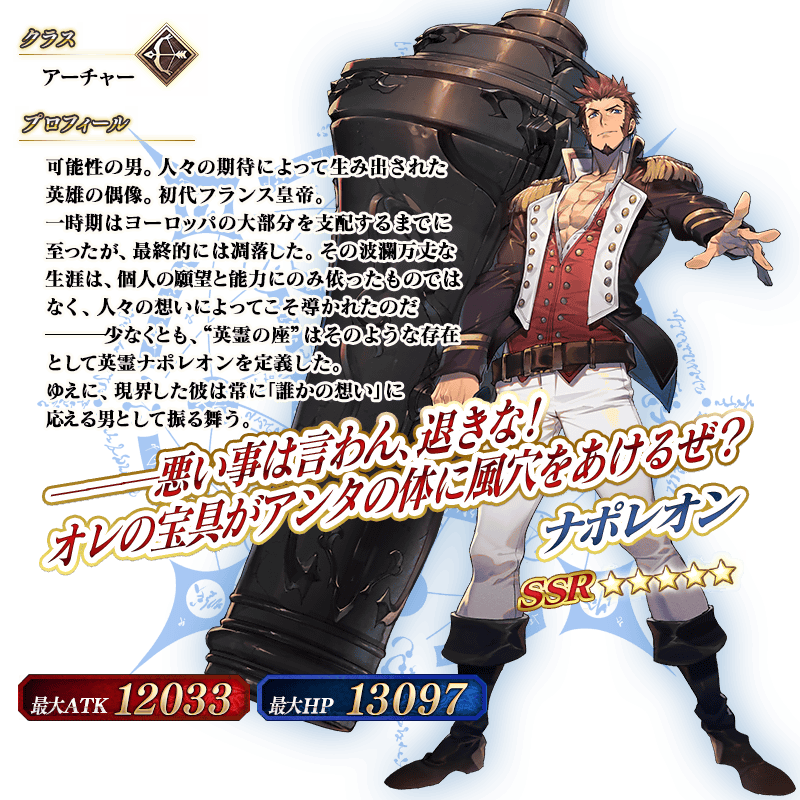 クラス
アーチャー
プロフィール
可能性の男。人々の期待によって生み出された
英雄の偶像。初代フランス皇帝。
一時期はヨーロッパの大部分を支配するまでに
至ったが、最終的には凋落した。その波瀾万丈な
生涯は、個人の願望と能力にのみ依ったものでは
なく、人々の想いによってこそ導かれたのだ
───少なくとも、“英霊の座”はそのような存在
として英霊ナポレオンを定義した。
ゆえに、現界した彼は常に「誰かの想い」に
応える男として振る舞う。
───悪い事は言わん、退きな!
オレの宝具がアンタの体に風穴をあけるぜ?
ナポレオン
SSR ★★★★★
最大ATK 12033
最大HP 13097